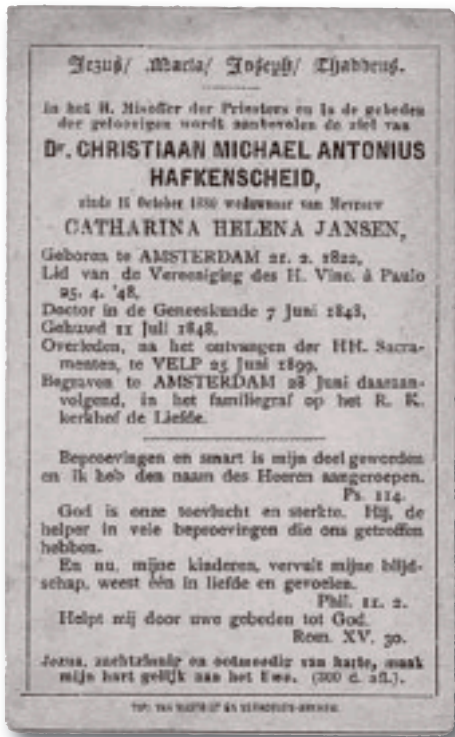 Jezus/ Maria/ Joseph/ Thaddeus.
In het H. Misoffer der Priesters en in de gebeden
der geloovigen wordt aanbevolen de ziel van
Dr. CHRISTIAAN MICHAEL ANTONIUS
HAFKENSCHEID,
sinds 16 October 1880 weduwnaar van Mevrouw
CATHARINA HELENA JANSEN,
Geboren te AMSTERDAM 21. 2. 1822,
Lid van de Vereeniging des H. Vinc. à Paulo
25. 4. '48,
Doctor in de Geneeskunde 7 Juni 1848,
Gehuwd 11 Juli 1848,
Overleden, na het ontvangen der HH. Sacra-
menten, te VELP 25 Juni 1899,
Begraven te AMSTERDAM 28 Juni daaraan-
volgend, in het familiegraf op het R. K.
kerkhof de Liefde.
Beproevingen en smart is mijn deel geworden
en ik heb den naam des Heeren aangeroepen.
Ps. 114.
God is onze toevlucht en sterkte. Hij, de
helper in vele beproevingen die ons getroffen
hebben.
En nu, mijne kinderen, vervult mijne blijd-
schap, weest één in liefde en gevoelen.
Phil. 11. 2.
Helpt mij door uwe gebeden tot God.
Rom. XV. 30.
Jezus, zachtzinnig en ootmoedig van harte, maak
mijn hart gelijk aan het Uwe. (300 d. afl.).